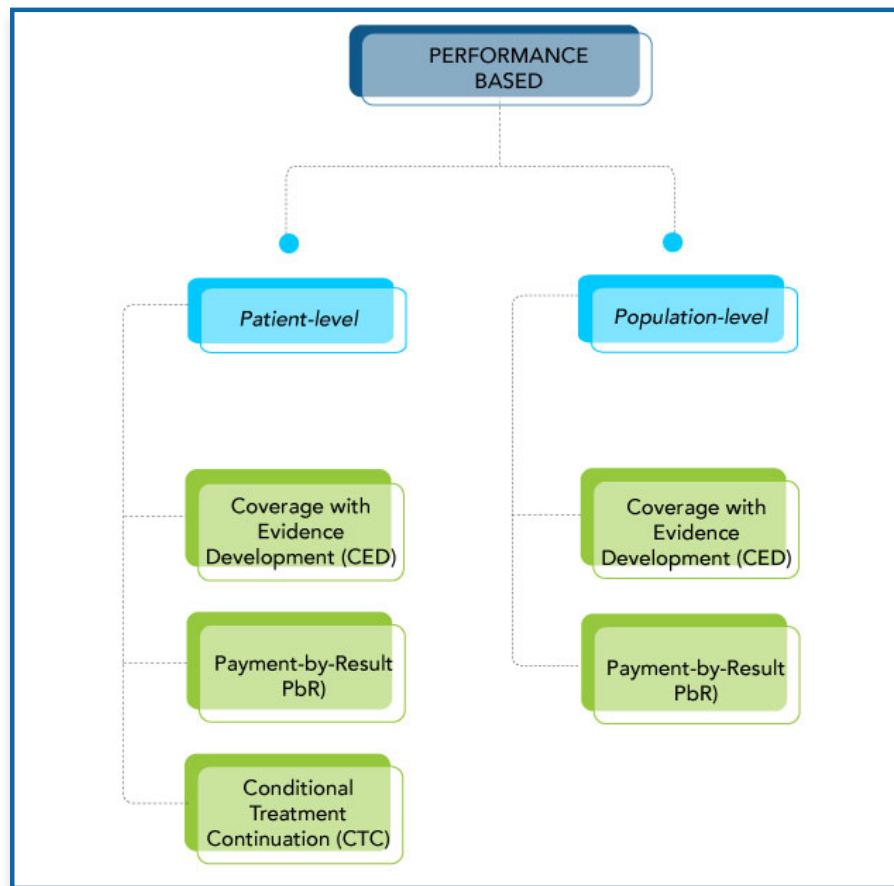 PERFORMANCE
BASED
Patient-level
Population-level
Coverage with
Evidence
Development (CED)
Coverage with
Evidence
Development (CED)
Payment-by-Result
PbR)
Payment-by-Result
PbR)
Conditional
Treatment
Continuation (CTC)